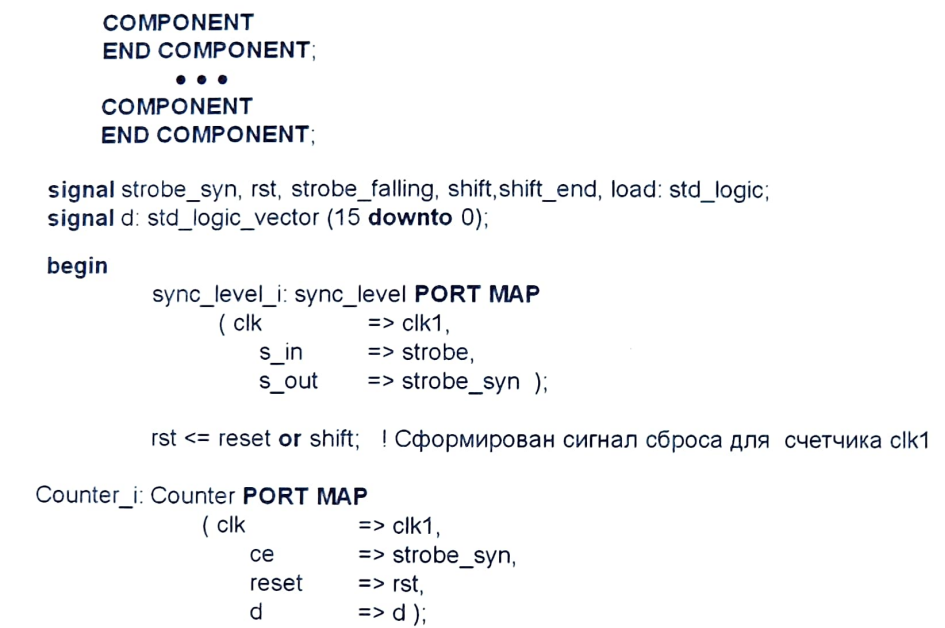 COMPONENT
END COMPONENT;
• • •
COMPONENT
END COMPONENT;
signal strobe_syn, rst, strobe_falling, shift,shift_end, load: std_logic;
signal d: std_logic_vector (15 downto 0);
begin
sync_level_i: sync_level PORT MAP
( clk => clk1,
s_in => strobe,
s_out => strobe_syn );
rst <= reset or shift; ! Сформирован сигнал сброса для счетчика clk1
Counter_i: Counter PORT MAP
( clk => clk1,
ce => strobe_syn,
reset => rst,
d => d );